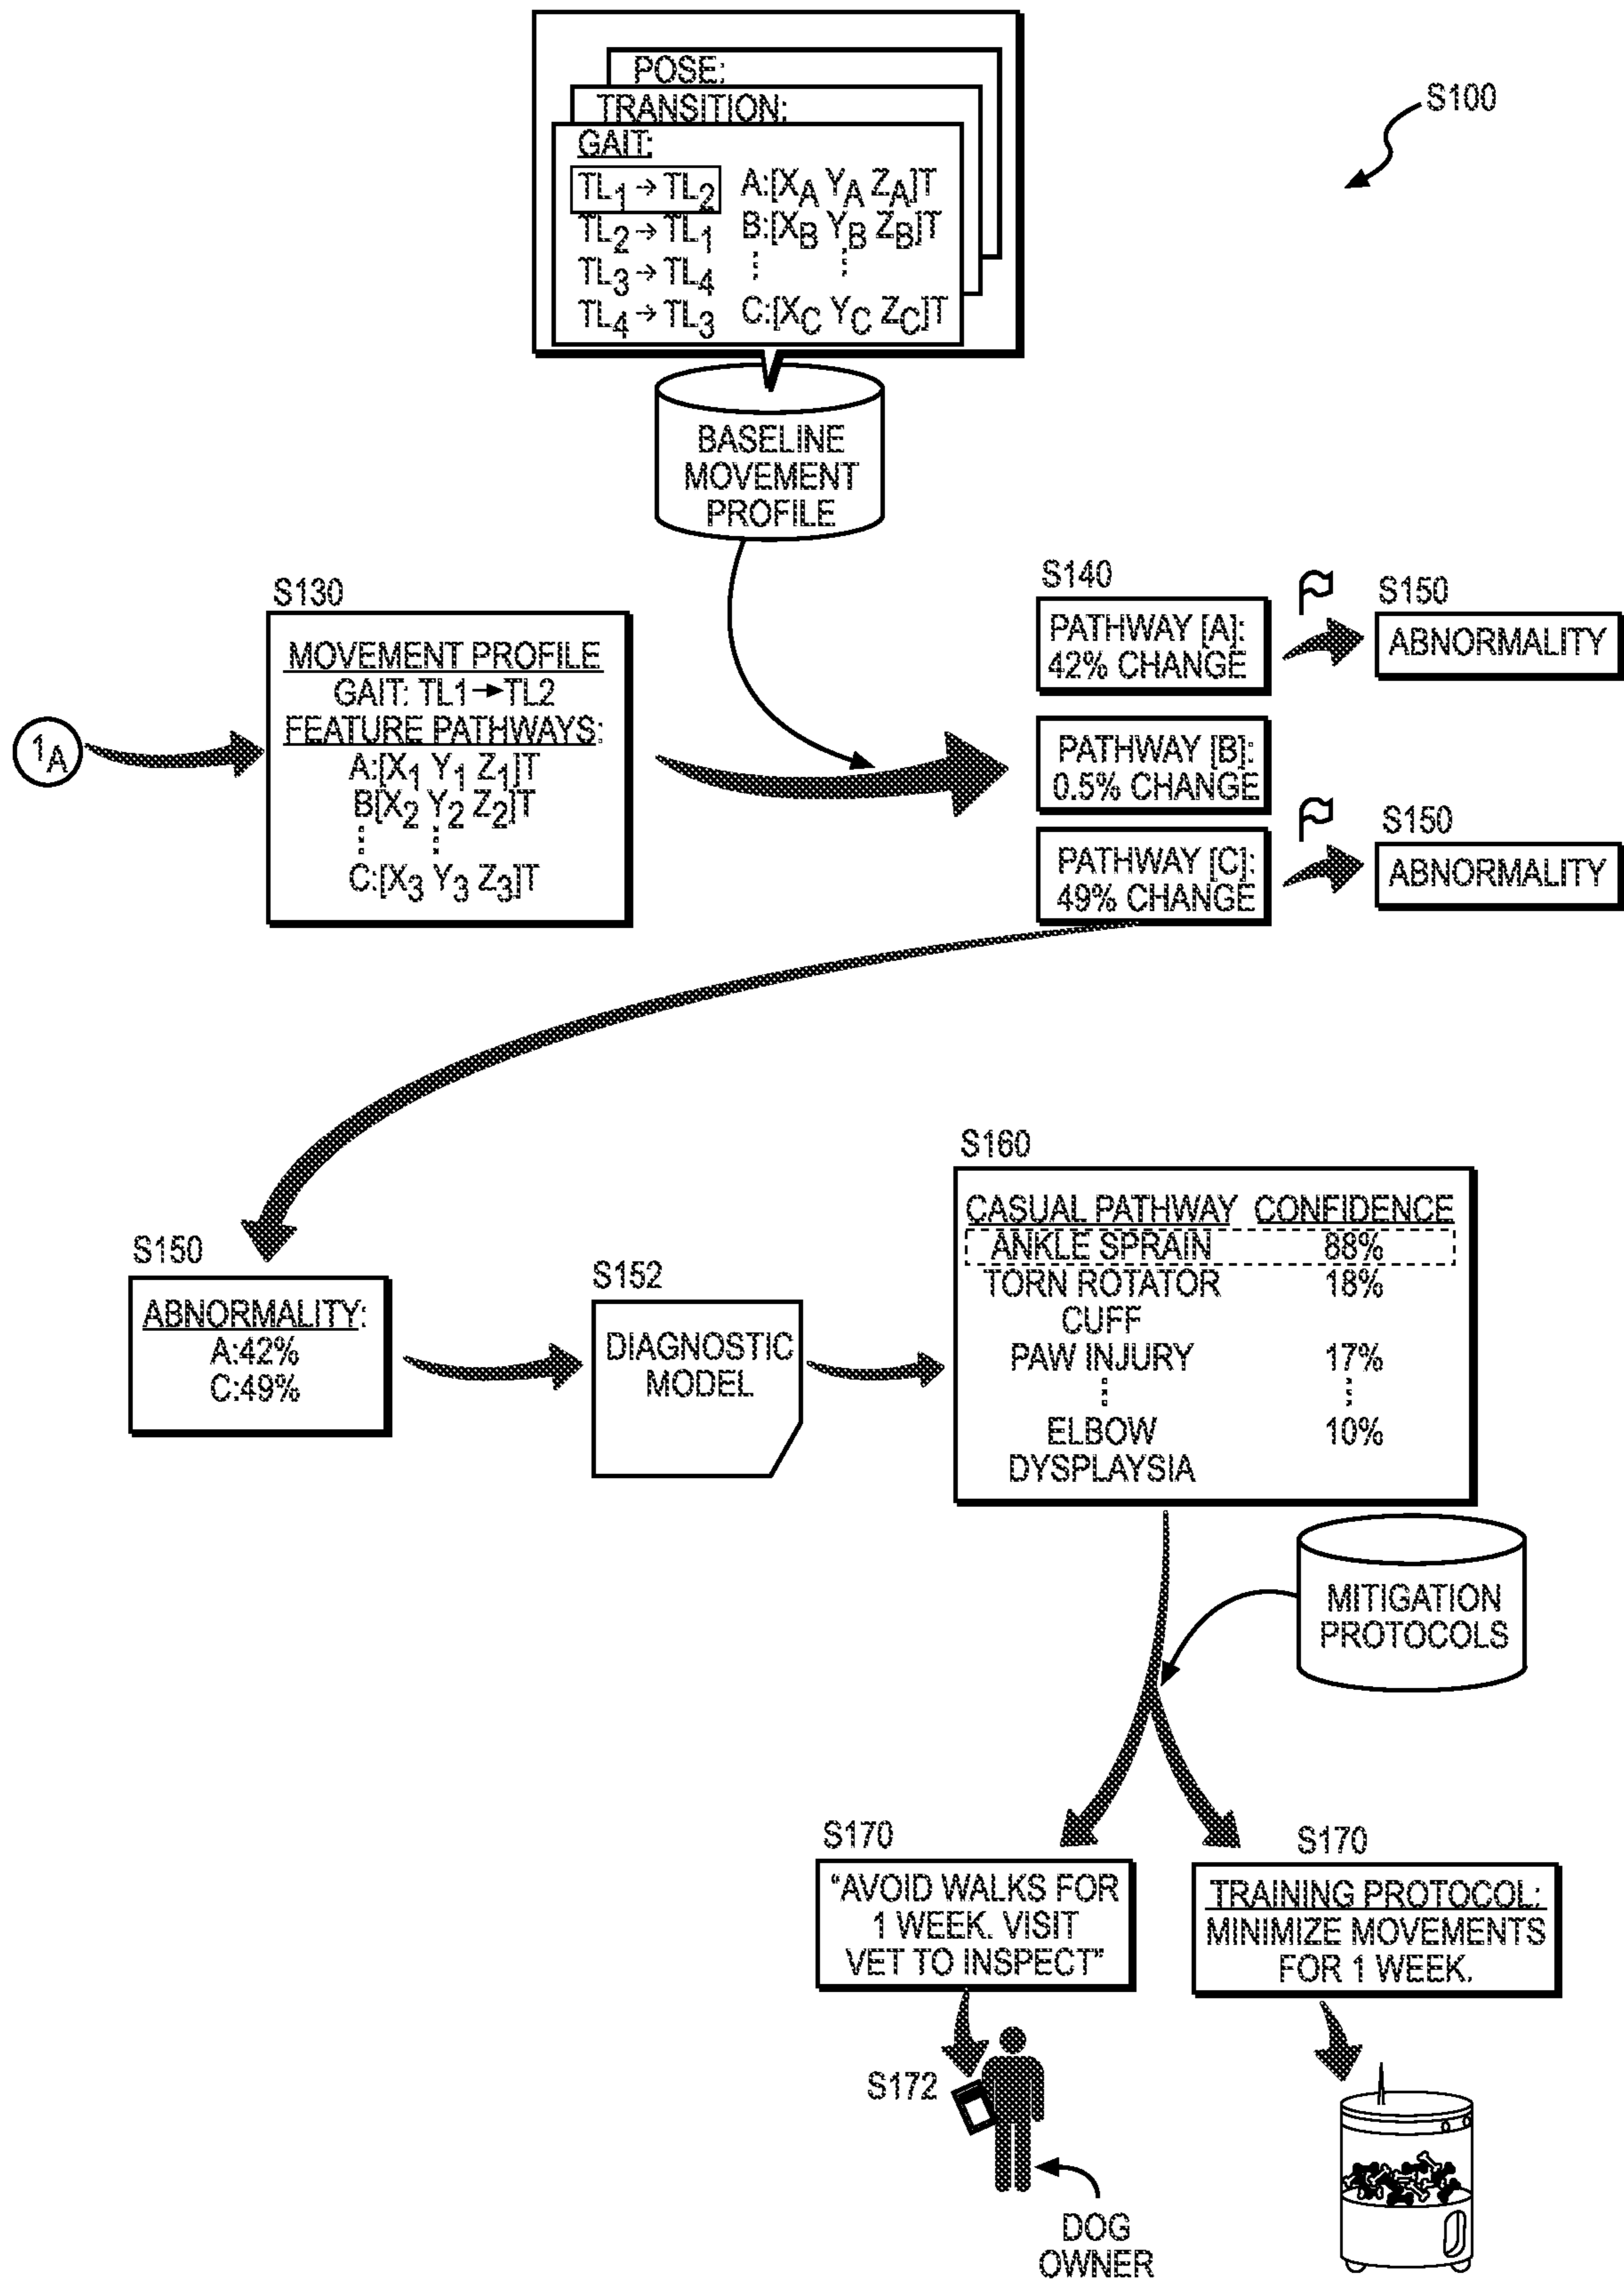 POSE:
TRANSITION:
GAIT:
TL1 → TL2 A:[XA YA ZA]T
TL2 → TL1 B:[XB YB ZB]T
TL3 → TL4 ⋮ ⋮
TL4 → TL3 C:[XC YC ZC]T
S100
BASELINE
MOVEMENT
PROFILE
S130
MOVEMENT PROFILE
GAIT: TL1→TL2
FEATURE PATHWAYS:
A:[X1 Y1 Z1]T
B[X2 Y2 Z2]T
⋮ ⋮
C:[X3 Y3 Z3]T
1A
S140
PATHWAY [A]:
42% CHANGE
S150
ABNORMALITY
PATHWAY [B]:
0.5% CHANGE
PATHWAY [C]:
49% CHANGE
S150
ABNORMALITY
S150
ABNORMALITY:
A:42%
C:49%
S152
DIAGNOSTIC
MODEL
S160
CASUAL PATHWAY CONFIDENCE
ANKLE SPRAIN 88%
TORN ROTATOR 18%
CUFF
PAW INJURY 17%
⋮ ⋮
ELBOW 10%
DYSPLAYSIA
MITIGATION
PROTOCOLS
S170
"AVOID WALKS FOR
1 WEEK. VISIT
VET TO INSPECT"
S170
TRAINING PROTOCOL:
MINIMIZE MOVEMENTS
FOR 1 WEEK.
S172
DOG
OWNER